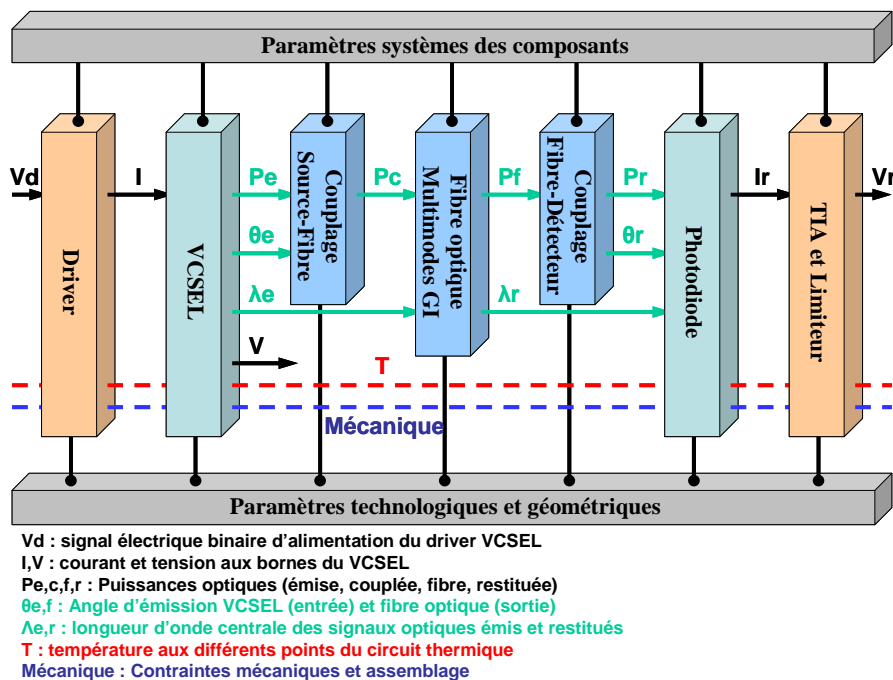 Paramètres systèmes des composants
Vd
I
Pe
θe
λe
V
Pc
Pf
λr
Pr
θr
Ir
Vr
Driver
VCSEL
Couplage
Source-Fibre
Fibre optique
Multimodes GI
Couplage
Fibre-Détecteur
Photodiode
TIA et Limiteur
T
Mécanique
Paramètres technologiques et géométriques
Vd : signal électrique binaire d’alimentation du driver VCSEL
I,V : courant et tension aux bornes du VCSEL
Pe,c,f,r : Puissances optiques (émise, couplée, fibre, restituée)
θe,f : Angle d’émission VCSEL (entrée) et fibre optique (sortie)
Λe,r : longueur d’onde centrale des signaux optiques émis et restitués
T : température aux différents points du circuit thermique
Mécanique : Contraintes mécaniques et assemblage